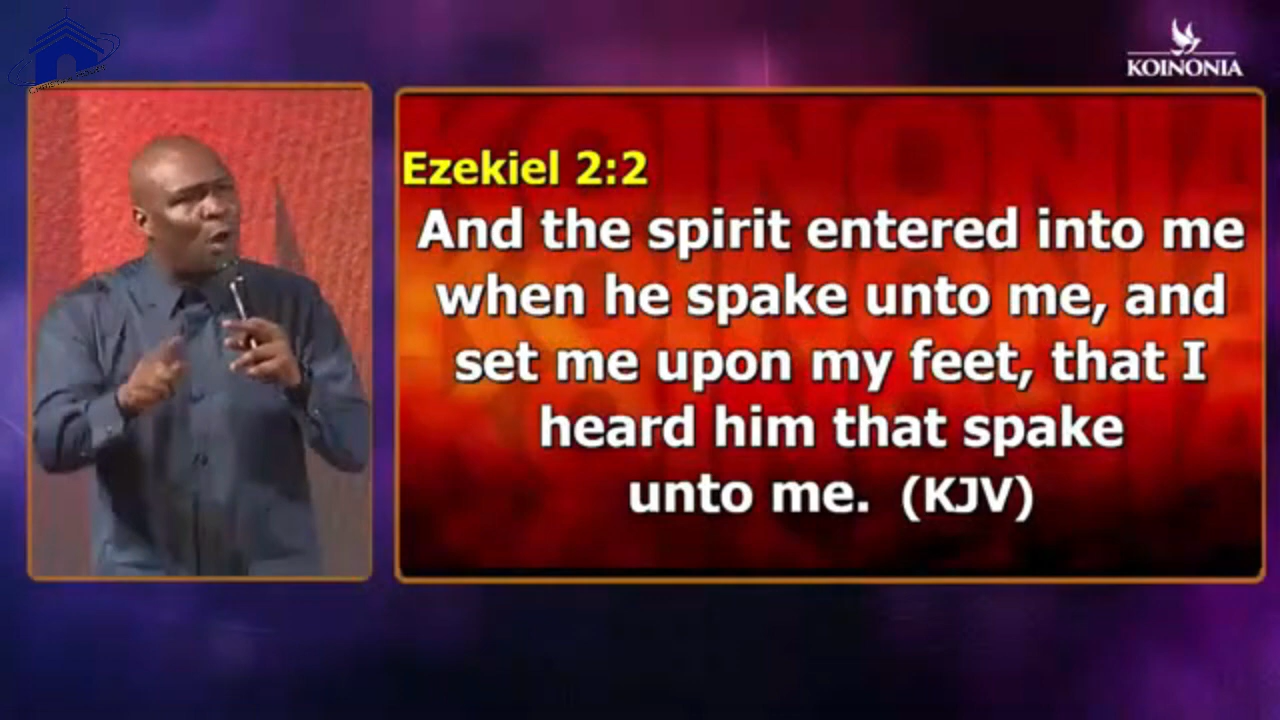 KOINONIA
Ezekiel 2:2
And the spirit entered into me
when he spake unto me, and
set me upon my feet, that I
heard him that spake
unto me. (KJV)